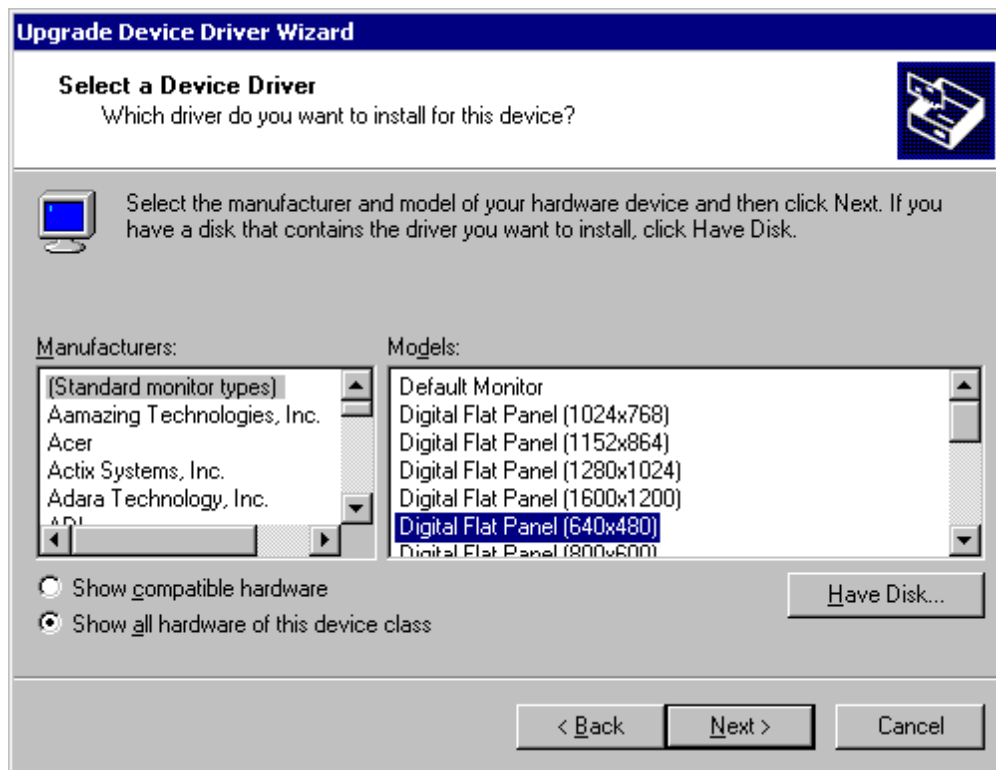 Upgrade Device Driver Wizard
Select a Device Driver
Which driver do you want to install for this device?
Select the manufacturer and model of your hardware device and then click Next. If you
have a disk that contains the driver you want to install, click Have Disk.
Manufacturers:
(Standard monitor types)
Aamazing Technologies, Inc.
Acer
Actix Systems, Inc.
Adara Technology, Inc.
ADI
Models:
Default Monitor
Digital Flat Panel (1024x768)
Digital Flat Panel (1152x864)
Digital Flat Panel (1280x1024)
Digital Flat Panel (1600x1200)
Digital Flat Panel (640x480)
Digital Flat Panel (800x600)
Show compatible hardware
Show all hardware of this device class
Have Disk...
< Back
Next >
Cancel